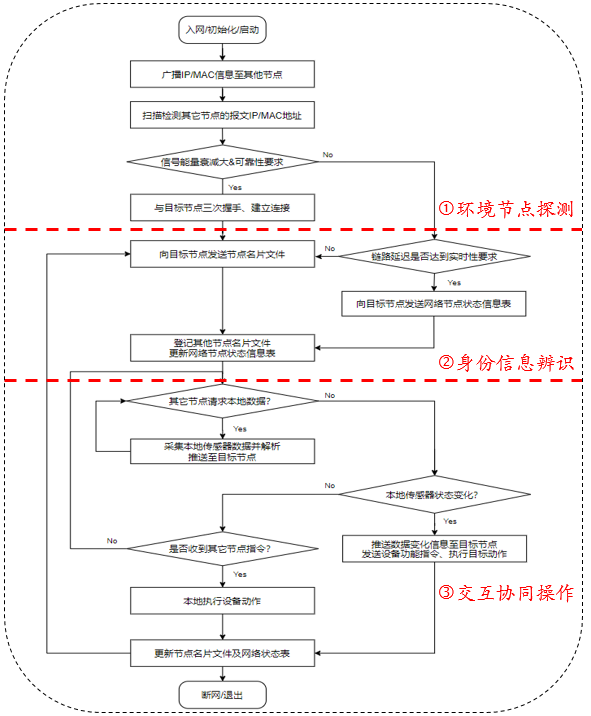 入网/初始化/启动
广播IP/MAC信息至其他节点
扫描检测其它节点的报文IP/MAC地址
信号能量衰减大&可靠性要求
No
Yes
与目标节点三次握手、建立连接
①环境节点探测
向目标节点发送节点名片文件
No
链路延迟是否达到实时性要求
Yes
向目标节点发送网络节点状态信息表
登记其他节点名片文件
更新网络节点状态信息表
②身份信息辨识
其它节点请求本地数据?
No
Yes
采集本地传感器数据并解析
推送至目标节点
No
本地传感器状态变化?
Yes
No
是否收到其它节点指令?
推送数据变化信息至目标节点
发送设备功能指令、执行目标动作
Yes
本地执行设备动作
③交互协同操作
更新节点名片文件及网络状态表
断网/退出